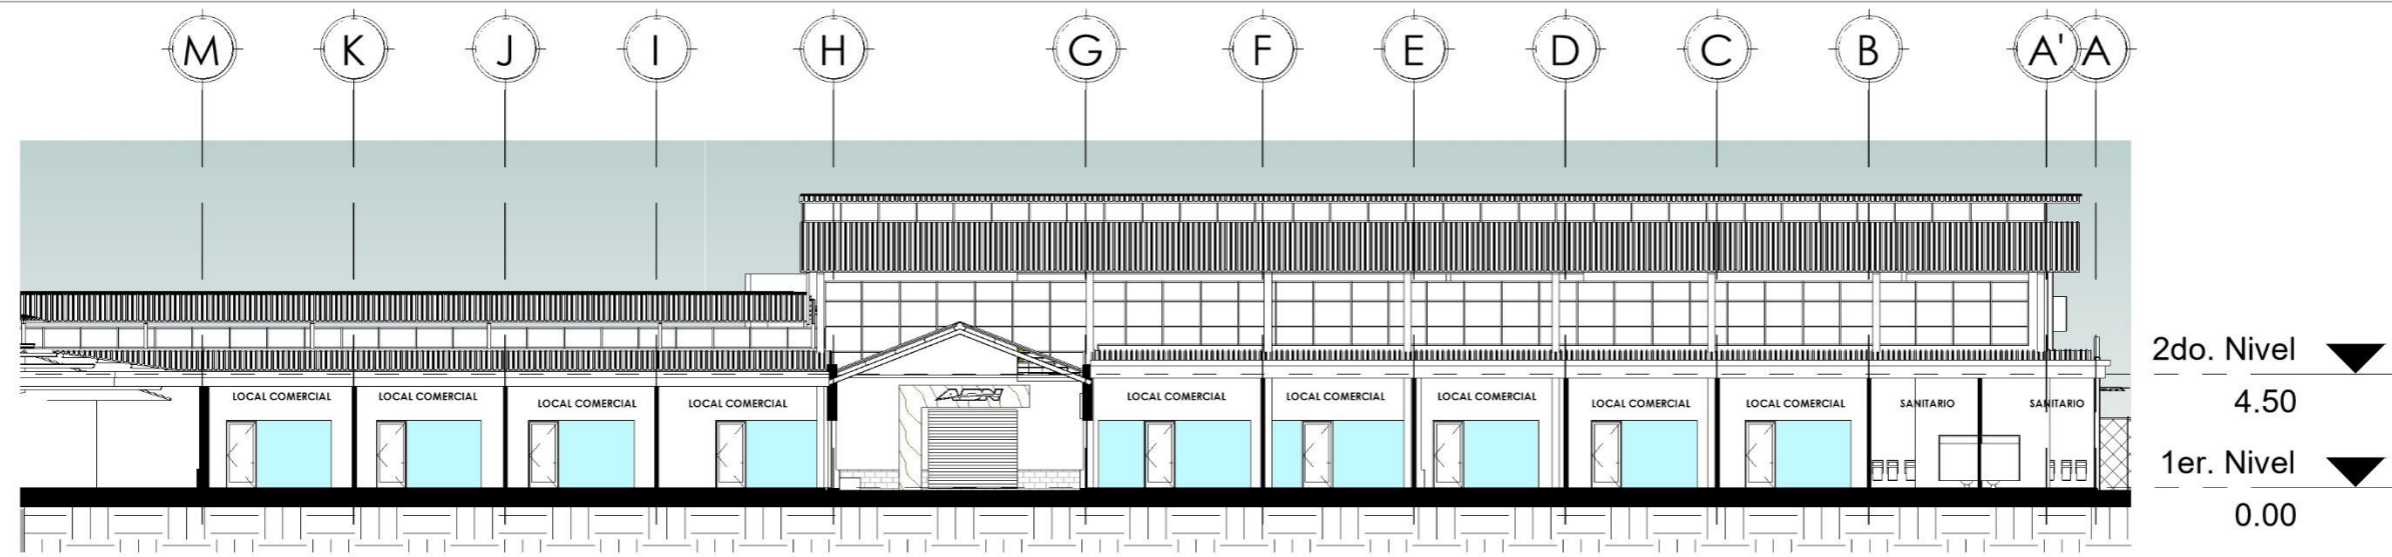 M K J I H G F E D C B A' A
2do. Nivel
4.50
LOCAL COMERCIAL LOCAL COMERCIAL LOCAL COMERCIAL LOCAL COMERCIAL LOCAL COMERCIAL LOCAL COMERCIAL LOCAL COMERCIAL LOCAL COMERCIAL LOCAL COMERCIAL SANITARIO SANITARIO
1er. Nivel
0.00